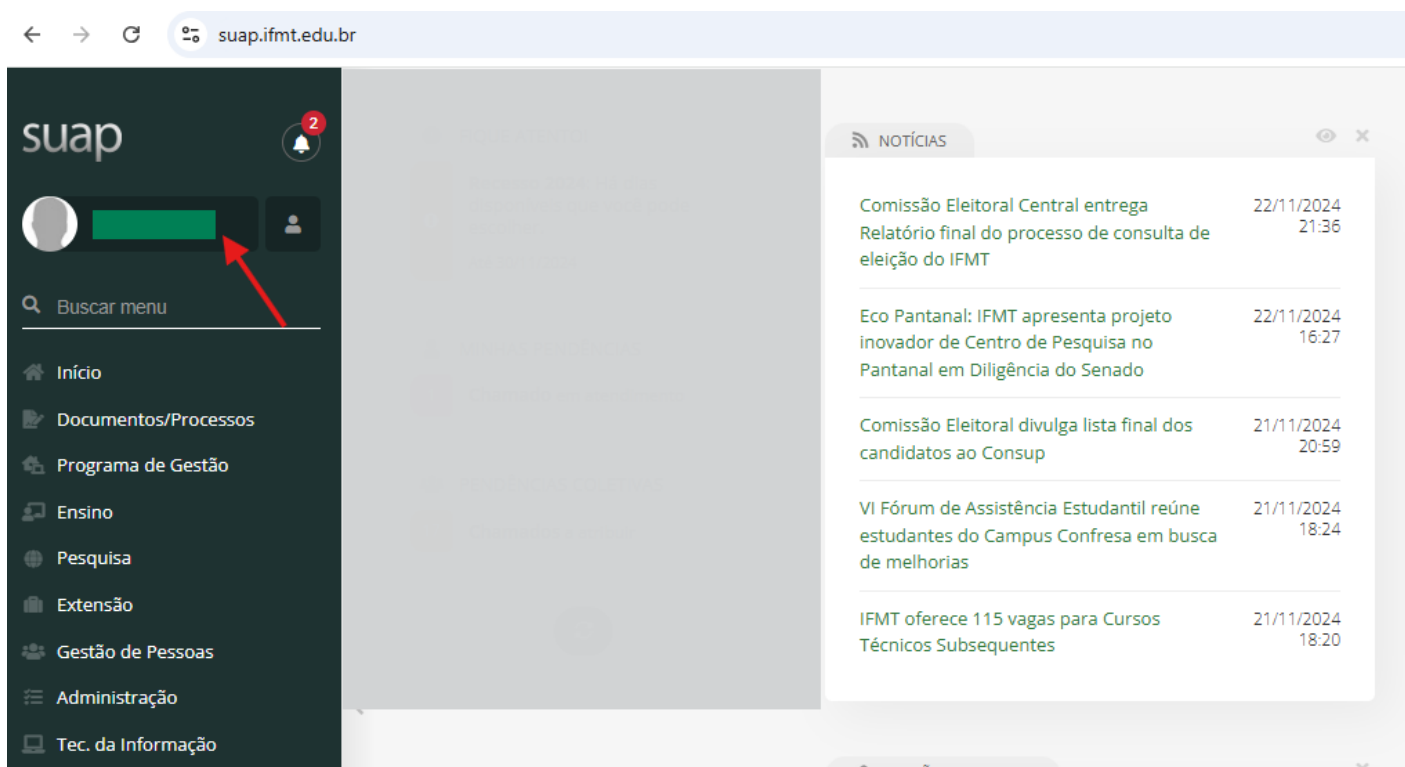 suap.ifmt.edu.br
suap
2
Buscar menu
Início
Documentos/Processos
Programa de Gestão
Ensino
Pesquisa
Extensão
Gestão de Pessoas
Administração
Tec. da Informação
NOTÍCIAS
Comissão Eleitoral Central entrega
Relatório final do processo de consulta de
eleição do IFMT
22/11/2024
21:36
Eco Pantanal: IFMT apresenta projeto
inovador de Centro de Pesquisa no
Pantanal em Diligência do Senado
22/11/2024
16:27
Comissão Eleitoral divulga lista final dos
candidatos ao Consup
21/11/2024
20:59
VI Fórum de Assistência Estudantil reúne
estudantes do Campus Confresa em busca
de melhorias
21/11/2024
18:24
IFMT oferece 115 vagas para Cursos
Técnicos Subsequentes
21/11/2024
18:20